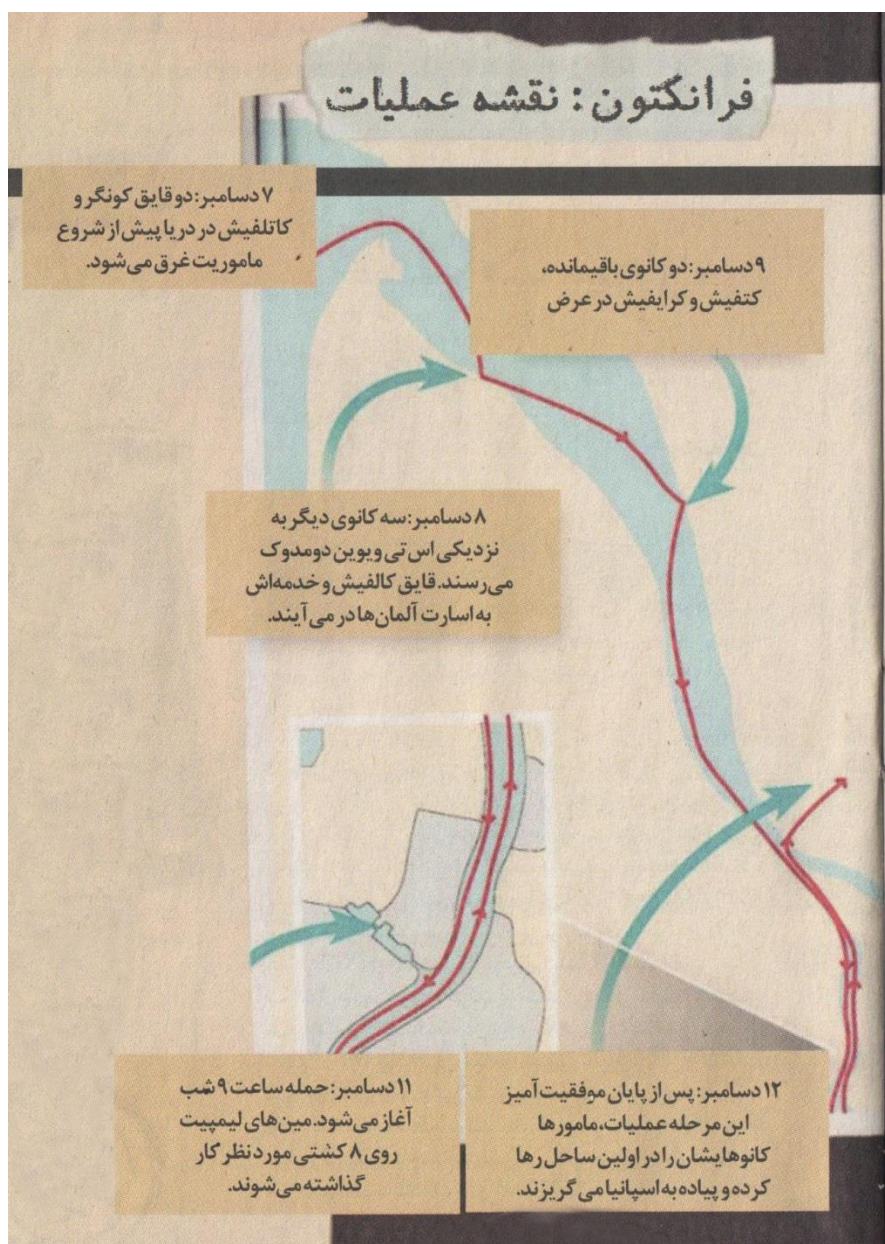 فرانکتون: نقشه عملیات
۷ دسامبر: دو قایق کونگر و
کاتلفیش در دریا پیش از شروع
ماموریت غرق می‌شود.
۹ دسامبر: دو کانوی باقیمانده،
کتفیش و کرایفیش در عرض
۸ دسامبر: سه کانوی دیگر به
نزدیکی اس تی ویوین دومدوک
می‌رسند. قایق کالفیش و خدمه‌اش
به اسارت آلمان‌ها در می‌آیند.
۱۱ دسامبر: حمله ساعت ۹ شب
آغاز می‌شود. مین‌های لیمپیت
روی ۸ کشتی مورد نظر کار
گذاشته می‌شوند.
۱۲ دسامبر: پس از پایان موفقیت آمیز
این مرحله عملیات، مامورها
کانوهایشان را در اولین ساحل رها
کرده و پیاده به اسپانیا می گریزند.